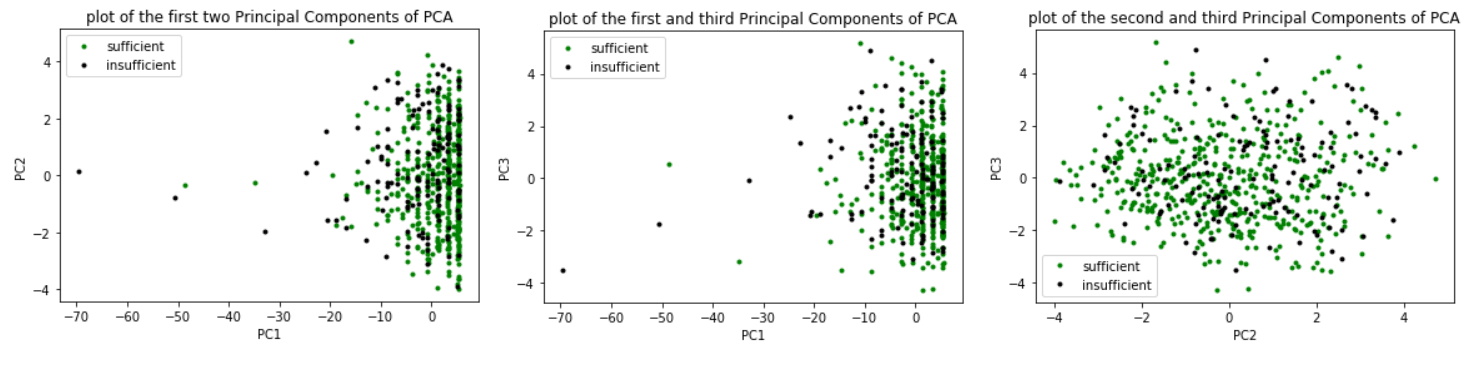 plot of the first two Principal Components of PCA
sufficient
insufficient
4
2
0
−2
−4
PC2
−70
−60
−50
−40
−30
−20
−10
0
PC1
plot of the first and third Principal Components of PCA
sufficient
insufficient
4
2
0
−2
−4
PC3
−70
−60
−50
−40
−30
−20
−10
0
PC1
plot of the second and third Principal Components of PCA
4
2
0
−2
−4
PC3
sufficient
insufficient
−4
−2
0
2
4
PC2